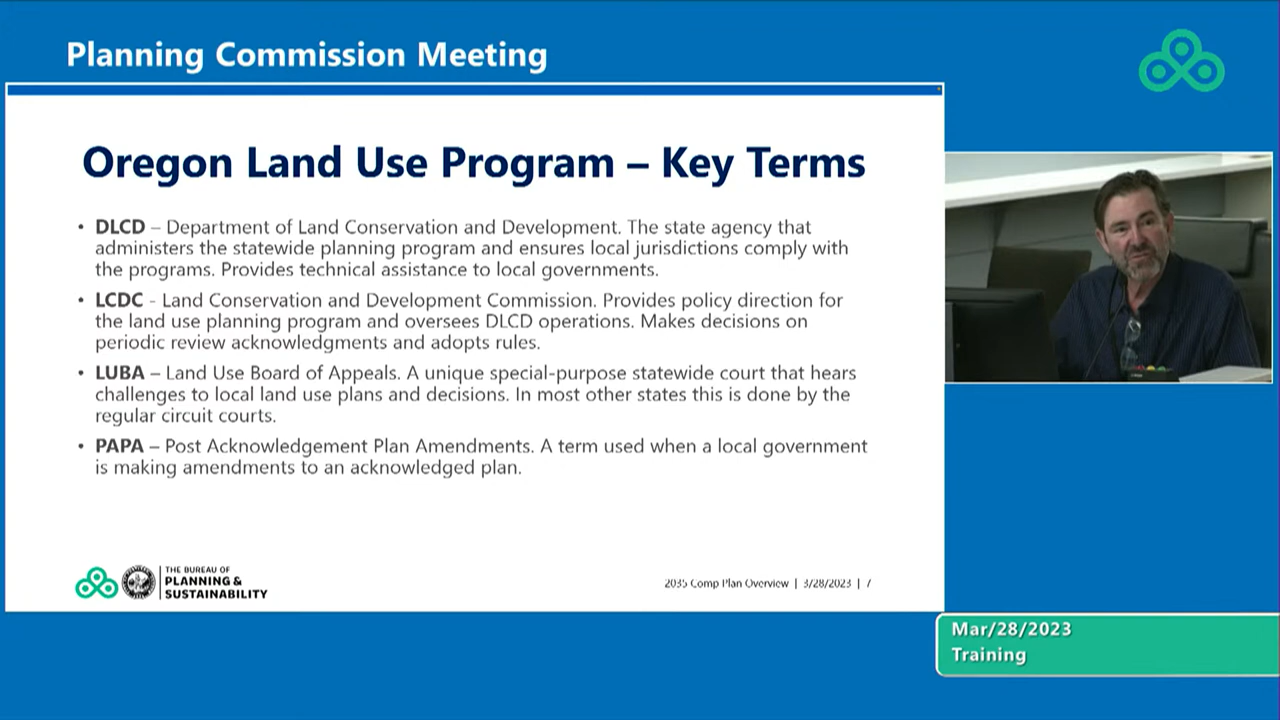 Planning Commission Meeting
Oregon Land Use Program – Key Terms
• DLCD – Department of Land Conservation and Development. The state agency that
administers the statewide planning program and ensures local jurisdictions comply with
the programs. Provides technical assistance to local governments.
• LCDC - Land Conservation and Development Commission. Provides policy direction for
the land use planning program and oversees DLCD operations. Makes decisions on
periodic review acknowledgments and adopts rules.
• LUBA – Land Use Board of Appeals. A unique special-purpose statewide court that hears
challenges to local land use plans and decisions. In most other states this is done by the
regular circuit courts.
• PAPA – Post Acknowledgement Plan Amendments. A term used when a local government
is making amendments to an acknowledged plan.
THE BUREAU OF
PLANNING &
SUSTAINABILITY
2035 Comp Plan Overview | 3/28/2023 | 7
Mar/28/2023
Training